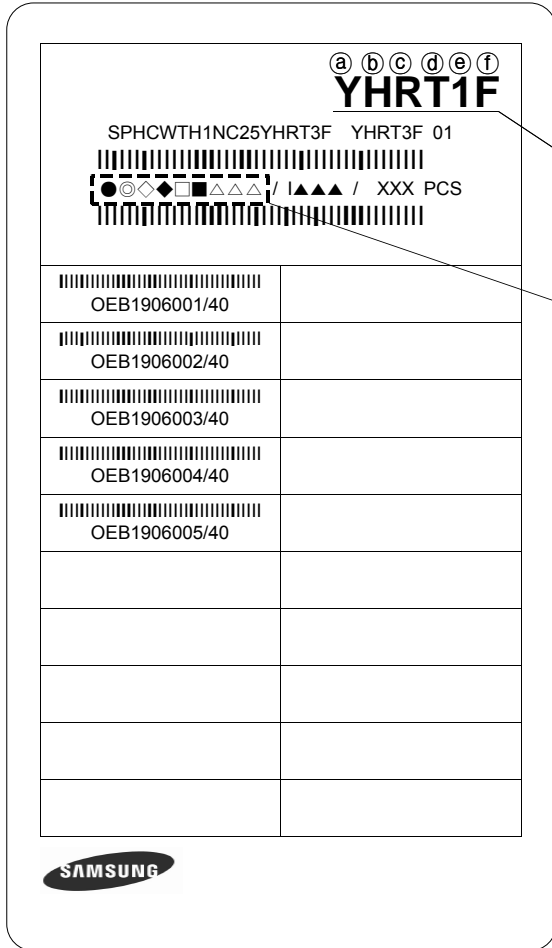 ⓐ ⓑ ⓒ ⓓ ⓔ ⓕ
YHRT1F
SPHCWTH1NC25YHRT3F YHRT3F 01
●◎◇◆□■△△△ / I▲▲▲ / XXX PCS
OEB1906001/40
OEB1906002/40
OEB1906003/40
OEB1906004/40
OEB1906005/40
SAMSUNG